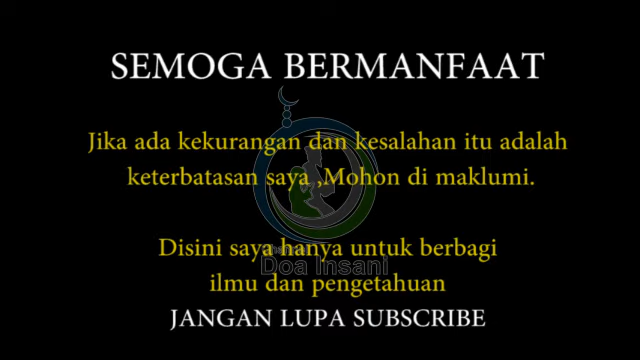 SEMOGA BERMANFAAT
Jika ada kekurangan dan kesalahan itu adalah
keterbatasan saya ,Mohon di maklumi.
Disini saya hanya untuk berbagi
Doa Insani
ilmu dan pengetahuan
JANGAN LUPA SUBSCRIBE